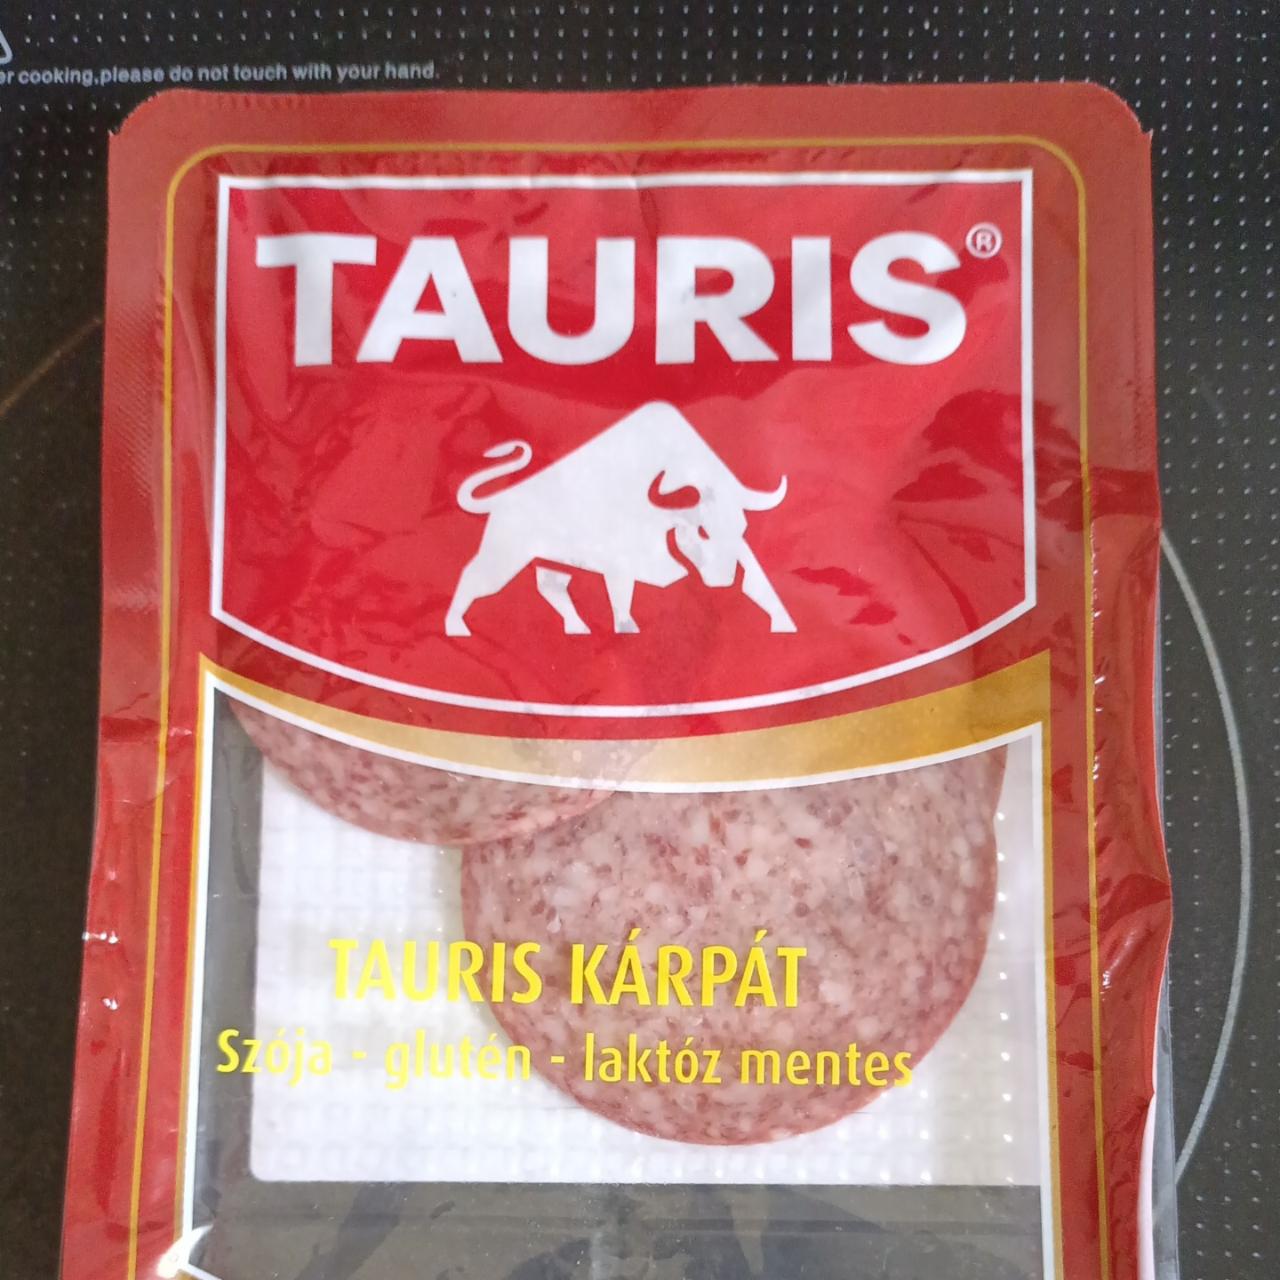 er cooking,please do not touch with your hand.
TAURIS®
TAURIS KÁRPÁT
Szója - glutén - laktóz mentes